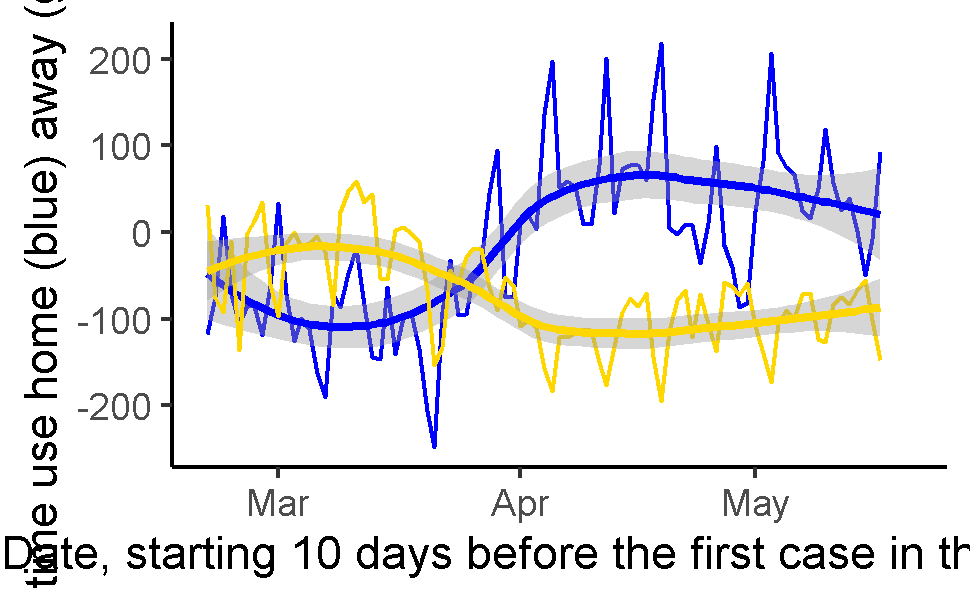 time use home (blue) away (
200
100
0
-100
-200
Mar Apr May
Date, starting 10 days before the first case in th